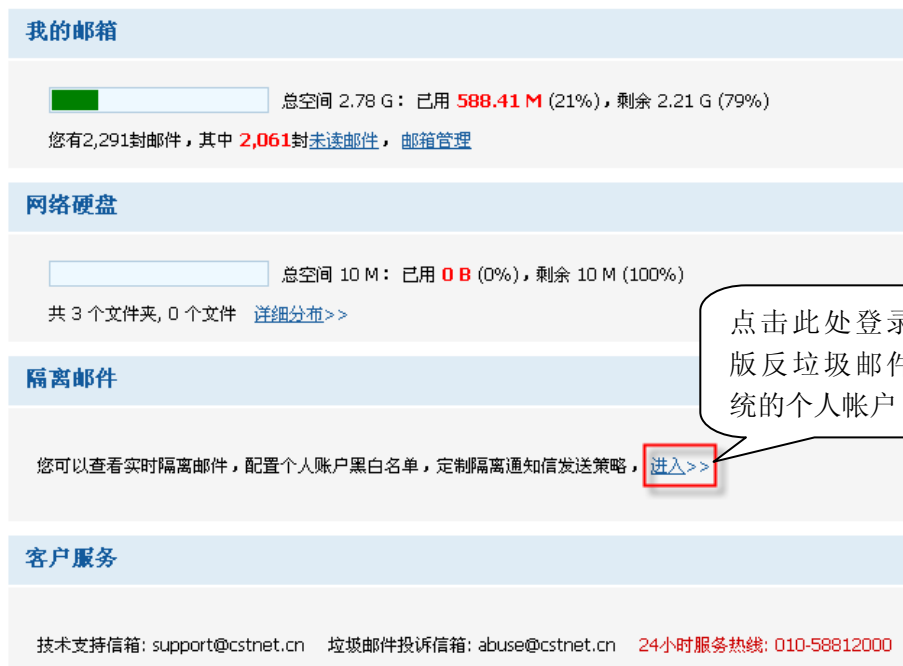 我的邮箱
总空间 2.78 G： 已用 588.41 M (21%)，剩余 2.21 G (79%)
您有2,291封邮件，其中 2,061封未读邮件， 邮箱管理
网络硬盘
总空间 10 M： 已用 0 B (0%)，剩余 10 M (100%)
共 3 个文件夹, 0 个文件 详细分布>>
点击此处登录
版反垃圾邮件
统的个人帐户
隔离邮件
您可以查看实时隔离邮件，配置个人账户黑白名单，定制隔离通知信发送策略，进入>>
客户服务
技术支持信箱: support@cstnet.cn 垃圾邮件投诉信箱: abuse@cstnet.cn 24小时服务热线: 010-58812000